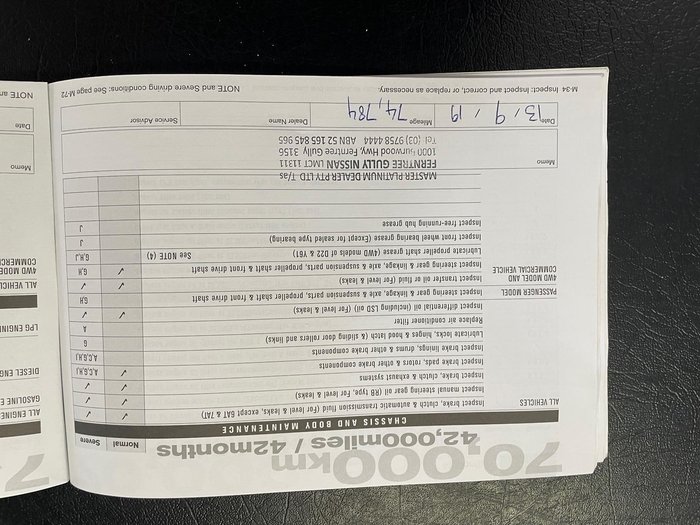 70,000km
42,000miles / 42months
Normal Severe
CHASSIS AND BODY MAINTENANCE
ALL VEHICLES Inspect brake, clutch & automatic transmission fluid (For level & leaks, except 6AT & 7AT) ✓ ✓
Inspect manual steering gear oil (RB) type, for level & leaks) ✓ ✓
Inspect brake, clutch & exhaust systems ✓ ✓
Inspect brake pads, rotors & other brake components ✓ A,C,G,H,J
Inspect brake linings, drums & other brake components A,C,G,H,J
Lubricate locks, hinges & hood latch (& sliding door rollers and links) G
Replace air conditioner filter A
Inspect differential oil (including LSD oil) (For level & leaks) ✓ ✓
PASSENGER MODEL Inspect steering gear & linkage, axle & suspension parts, propeller shaft & front drive shaft G,H
4WD MODEL AND COMMERCIAL VEHICLE Inspect transfer oil or fluid (For level & leaks) ✓ ✓
Inspect steering gear & linkage, axle & suspension parts, propeller shaft & front drive shaft ✓ G,H
Lubricate propeller shaft grease (4WD models of D22 & Y61) See NOTE (4) G,H,J
Inspect front wheel bearing grease (Except for sealed type bearing) J
Inspect free-running hub grease J
Memo
MASTER PLATINUM DEALER PTY LTD T/as
FERNTREE GULLY NISSAN LMCT 11311
1000 Burwood Hwy, Ferntree Gully 3156
Tel (03) 9758 4444 ABN 52 165 845 965
Date 13/9/19 Mileage 74,784 Dealer Name Service Advisor
M-34 Inspect: Inspect and correct, or replace as necessary. NOTE and Severe driving conditions: See page M-72
7
ALL ENGINE
GASOLINE E
DIESEL ENG
LPG ENGIN
ALL VEHICL
4WD MODEL
COMMERCI
Memo
Date
NOTE an